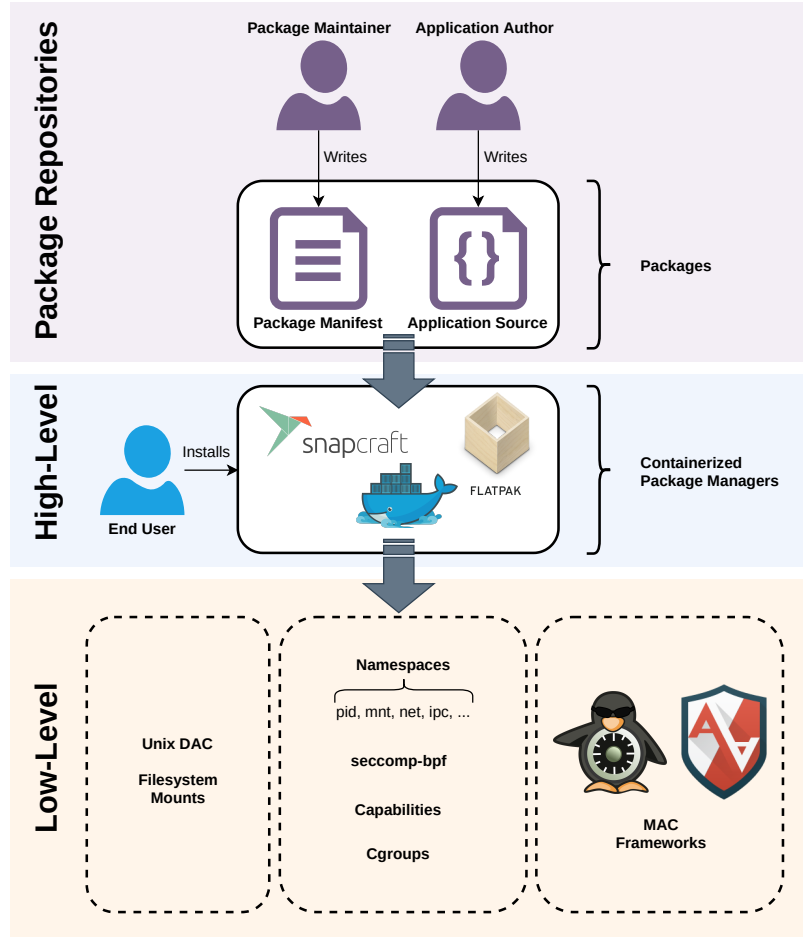 Package Repositories
Package Maintainer
Application Author
Writes
Writes
Package Manifest
Application Source
Packages
High-Level
End User
Installs
snapcraft
FLATPAK
Containerized
Package Managers
Low-Level
Unix DAC
Filesystem
Mounts
Namespaces
pid, mnt, net, ipc, ...
seccomp-bpf
Capabilities
Cgroups
MAC
Frameworks